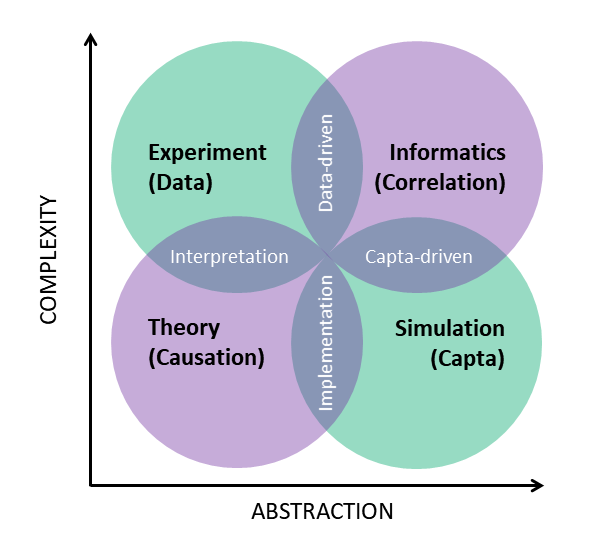 COMPLEXITY
Experiment
(Data)
Data-driven
Informatics
(Correlation)
Interpretation
Capta-driven
Theory
(Causation)
Implementation
Simulation
(Capta)
ABSTRACTION